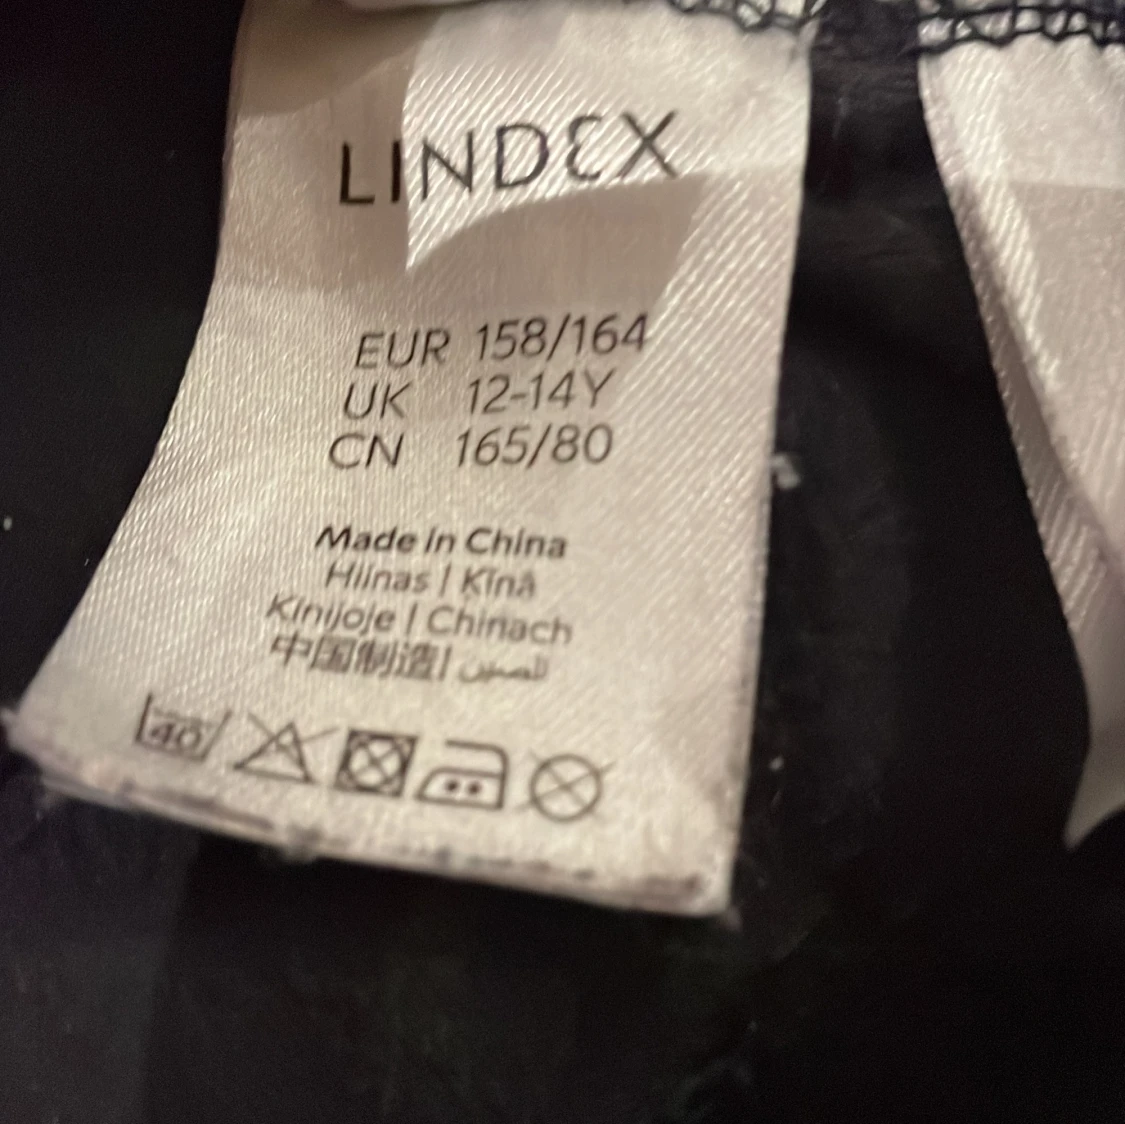 LINDEX
EUR 158/164
UK 12-14Y
CN 165/80
Made in China
Hiinas | Ķīnā
Kinijoje | Chinach
中国制造 | الصين
40